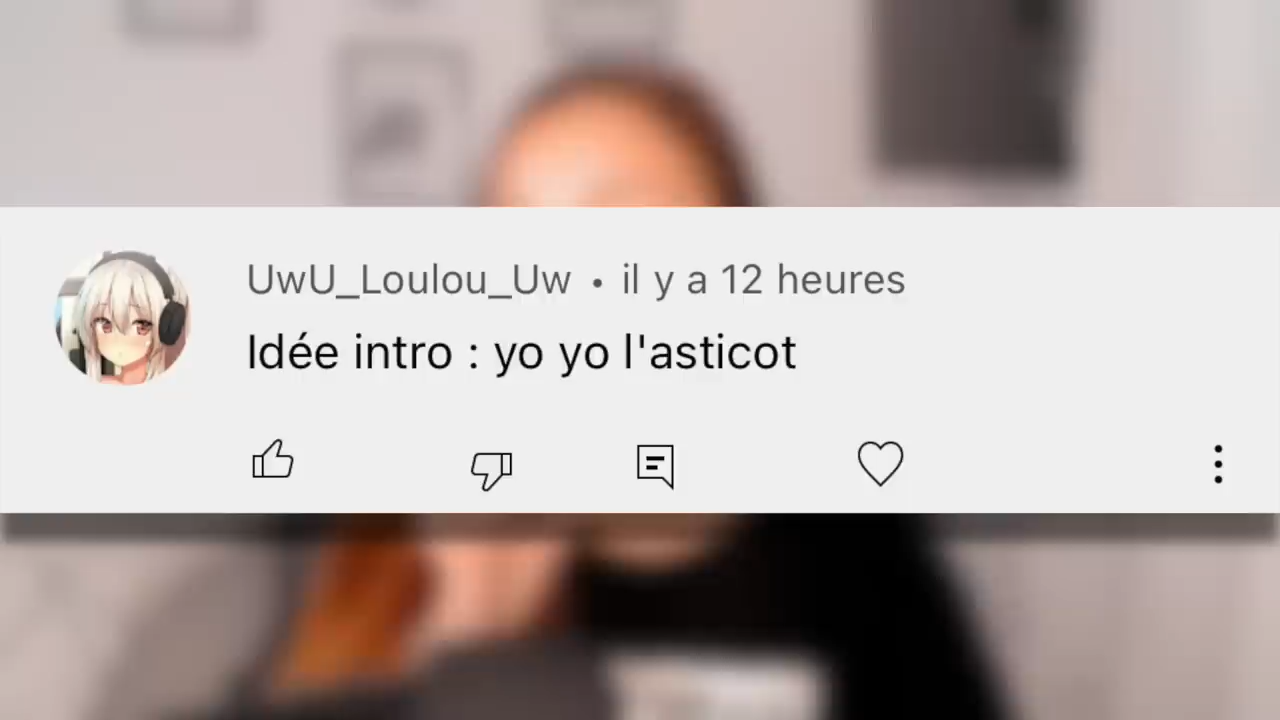 UwU_Loulou_Uw • il y a 12 heures
Idée intro : yo yo l'asticot